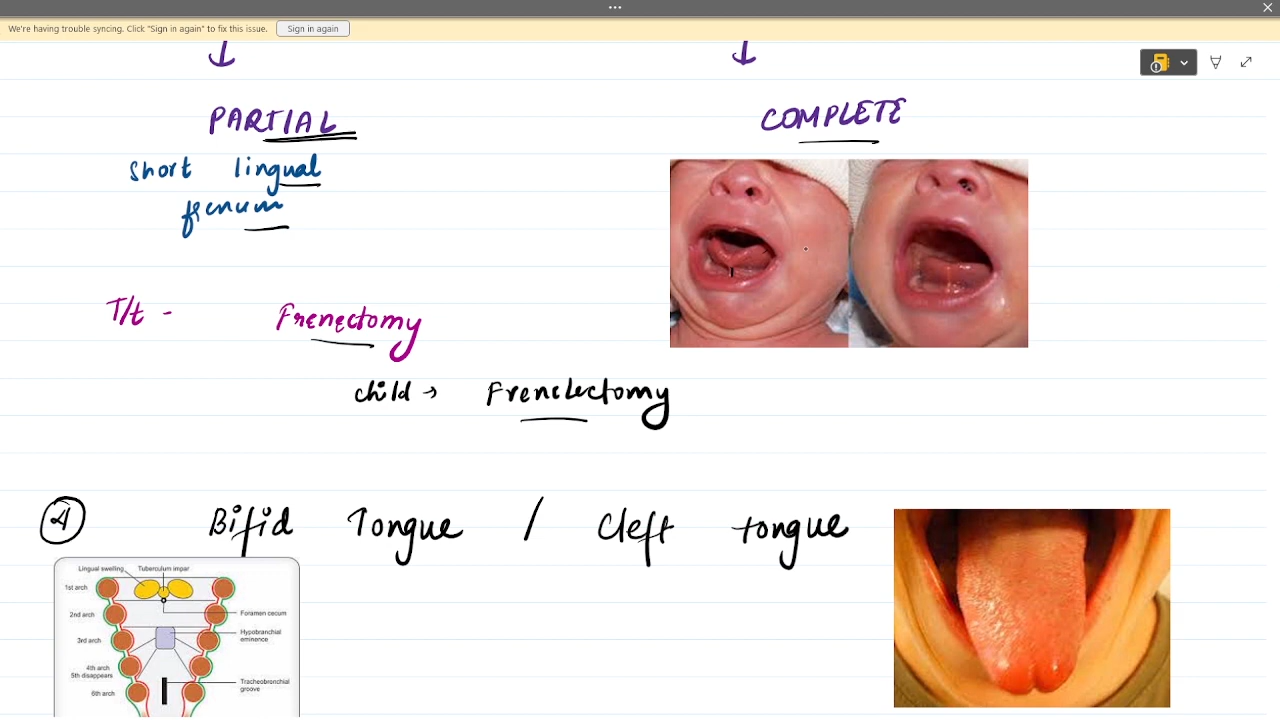 We're having trouble syncing. Click "Sign in again" to fix this issue. Sign in again
PARTIAL
COMPLETE
short lingual
frenum
T/t - Frenectomy
child → Frenelectomy
4 Bifid Tongue / Cleft tongue
Lingual swelling Tuberculum impar
1st arch
2nd arch Foramen cecum
3rd arch Hypobranchial
eminence
4th arch
5th disappears
6th arch Tracheobronchial
groove